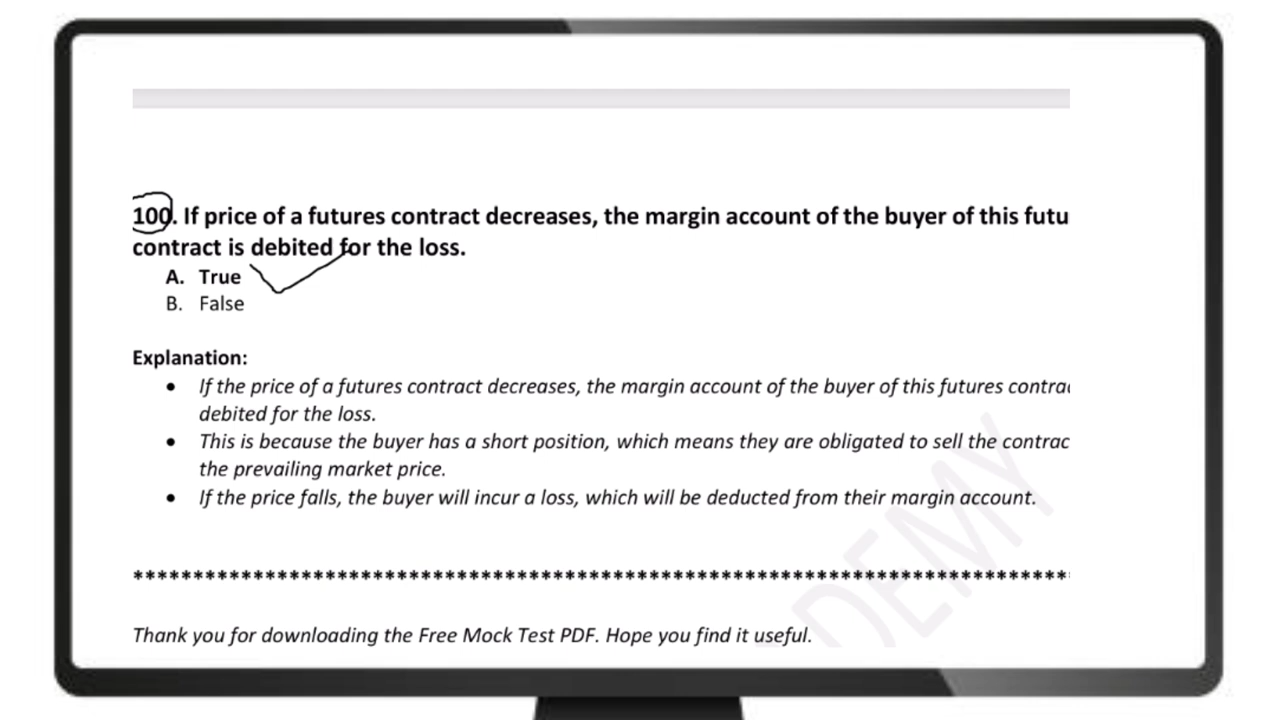 100. If price of a futures contract decreases, the margin account of the buyer of this futu
contract is debited for the loss.
A. True
B. False
Explanation:
• If the price of a futures contract decreases, the margin account of the buyer of this futures contrac
debited for the loss.
• This is because the buyer has a short position, which means they are obligated to sell the contrac
the prevailing market price.
• If the price falls, the buyer will incur a loss, which will be deducted from their margin account.
******************************************************************************
Thank you for downloading the Free Mock Test PDF. Hope you find it useful.
DEMY